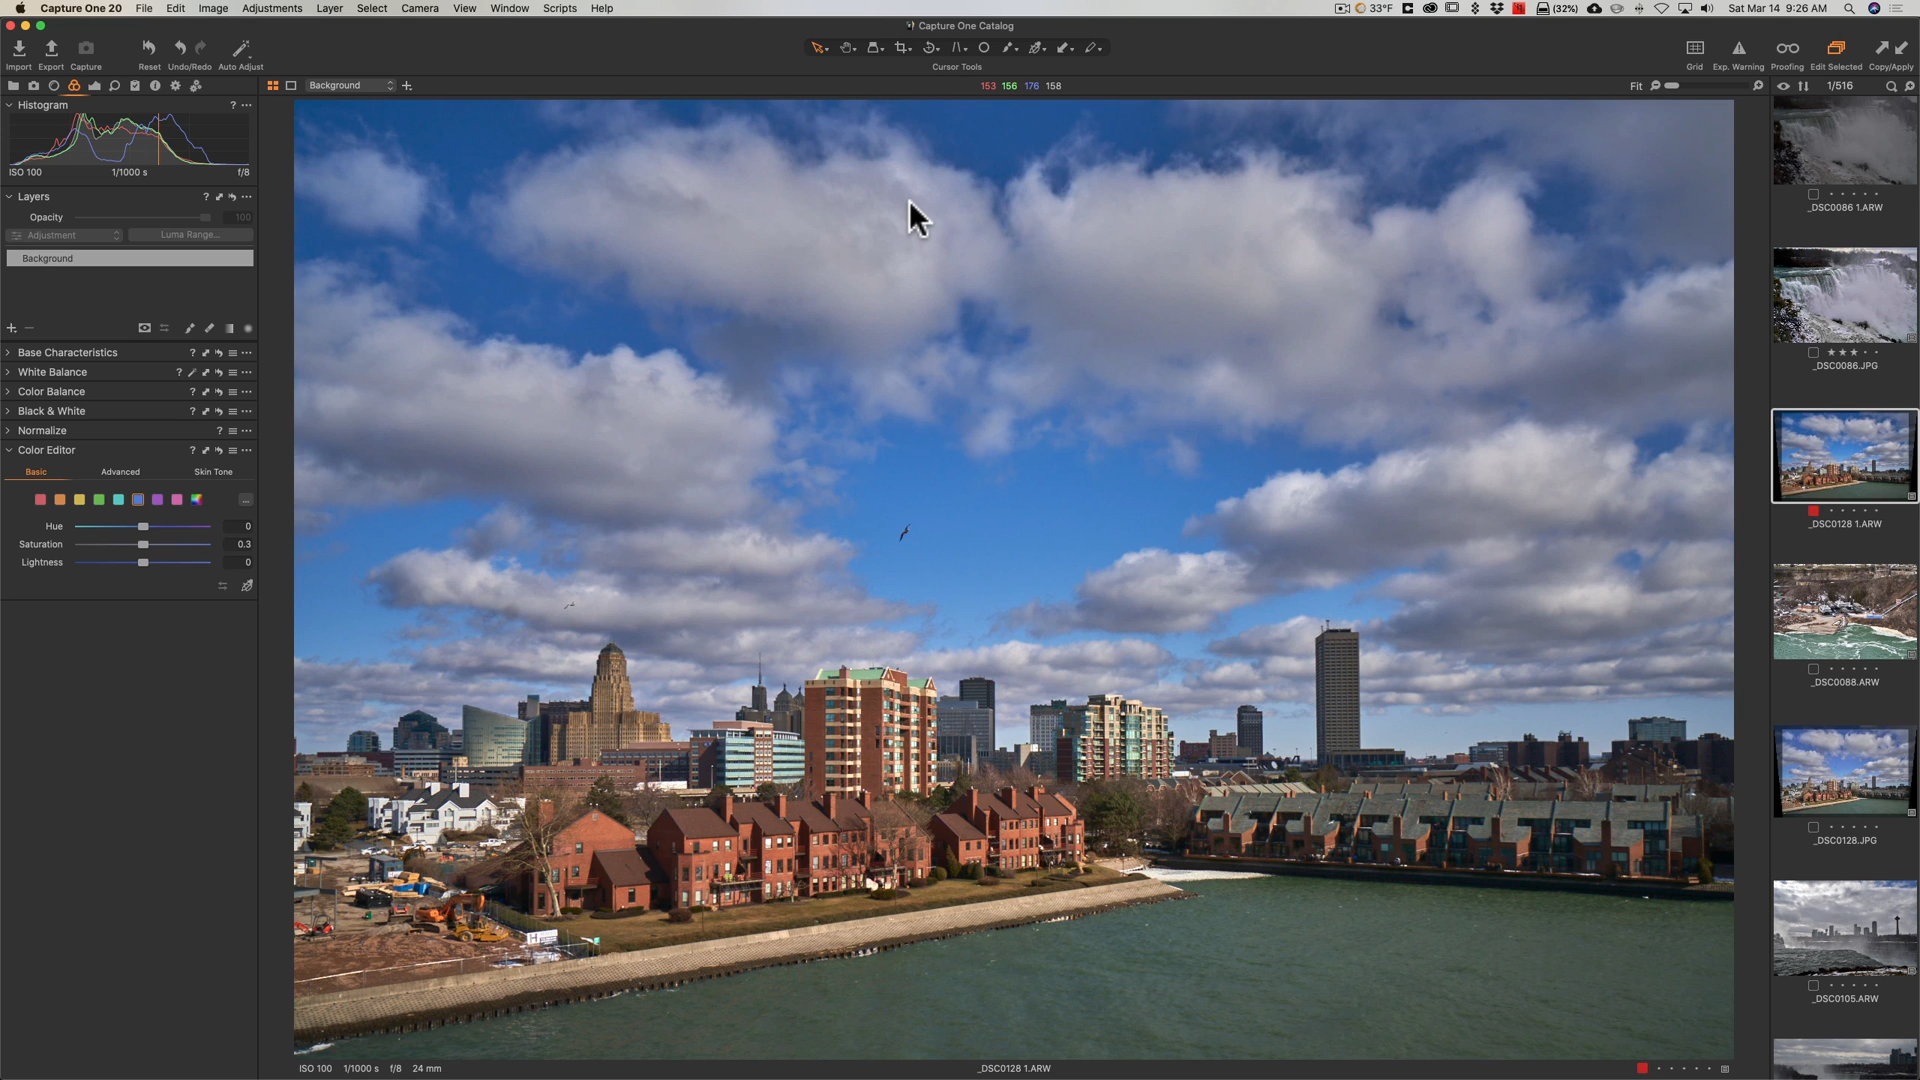 Capture One 20 File Edit Image Adjustments Layer Select Camera View Window Scripts Help 33°F (32%) Sat Mar 14 9:26 AM
Capture One Catalog
Import Export Capture Reset Undo/Redo Auto Adjust Cursor Tools Grid Exp. Warning Proofing Edit Selected Copy/Apply
Background 153 156 176 158 Fit 1/516
Histogram
ISO 100 1/1000 s f/8
Layers
Opacity 100
Adjustment Luma Range...
Background
Base Characteristics
White Balance
Color Balance
Black & White
Normalize
Color Editor
Basic Advanced Skin Tone
Hue 0
Saturation 0.3
Lightness 0
_DSC0086 1.ARW
_DSC0086.JPG
_DSC0128 1.ARW
_DSC0088.ARW
_DSC0128.JPG
_DSC0105.ARW
ISO 100 1/1000 s f/8 24 mm _DSC0128 1.ARW